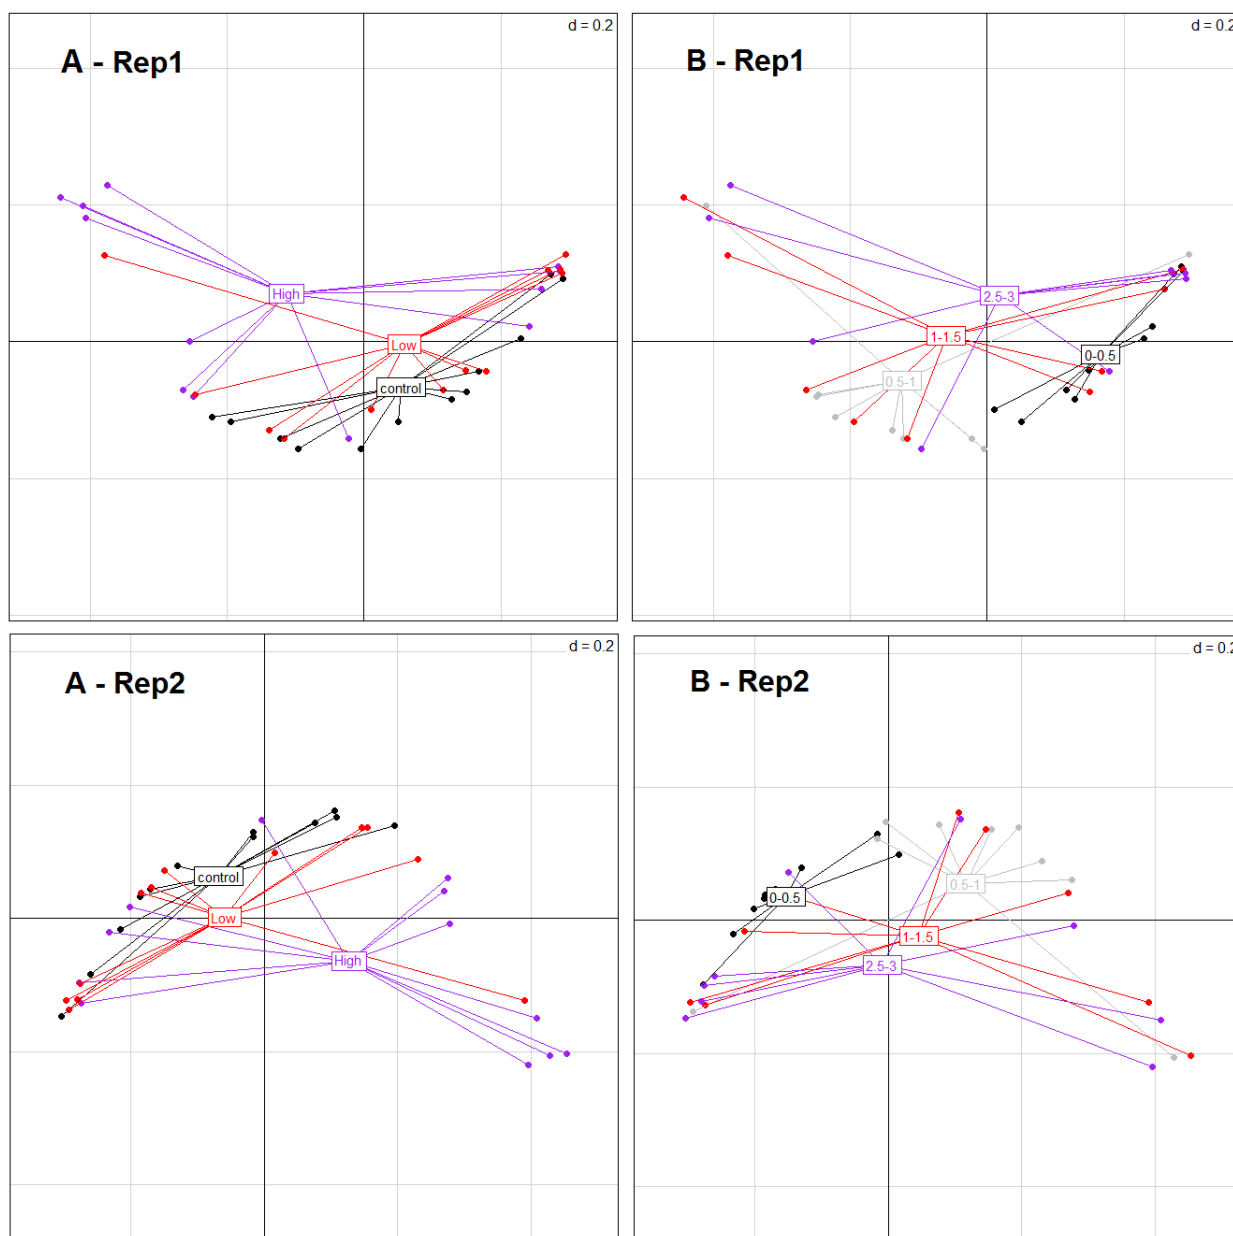 d = 0.2
A - Rep1
High
Low
control
d = 0.2
B - Rep1
2.5-3
1-1.5
0-0.5
0.5-1
d = 0.2
A - Rep2
control
Low
High
d = 0.2
B - Rep2
0.5-1
0-0.5
1-1.5
2.5-3